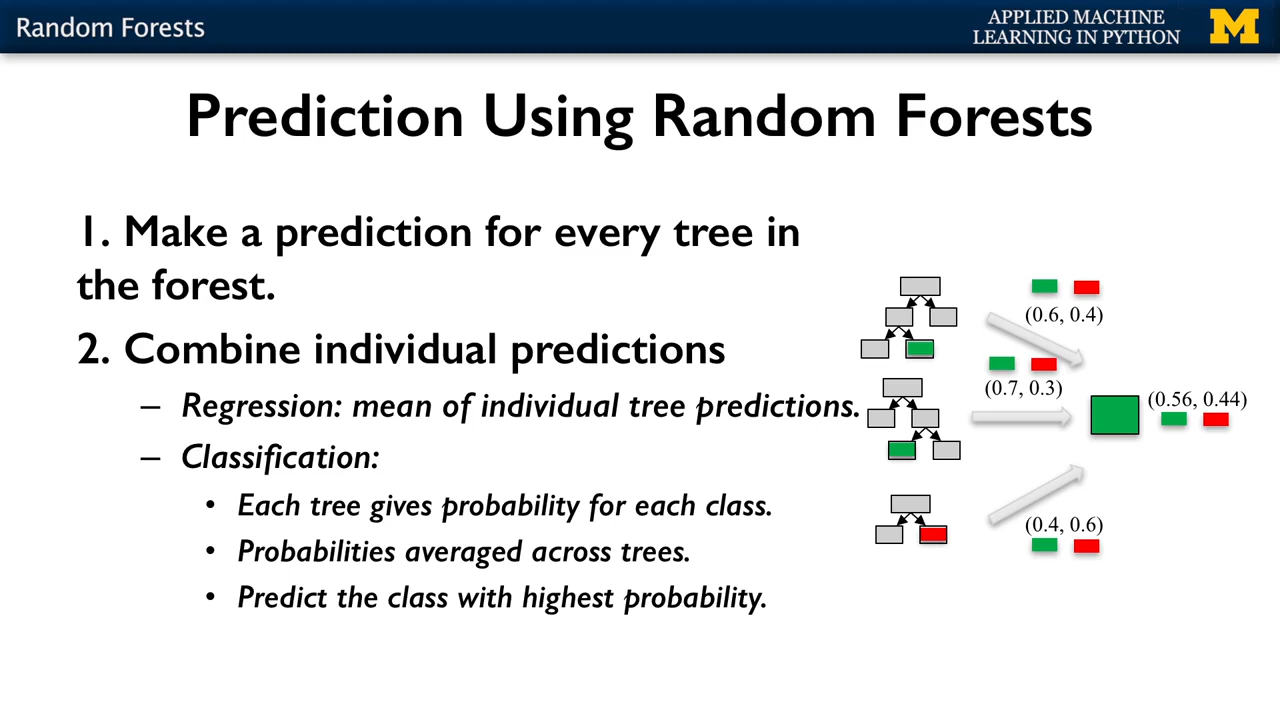 Random Forests
APPLIED MACHINE
LEARNING IN PYTHON
M
Prediction Using Random Forests
1. Make a prediction for every tree in
the forest.
2. Combine individual predictions
– Regression: mean of individual tree predictions.
– Classification:
• Each tree gives probability for each class.
• Probabilities averaged across trees.
• Predict the class with highest probability.
(0.6, 0.4)
(0.7, 0.3)
(0.56, 0.44)
(0.4, 0.6)